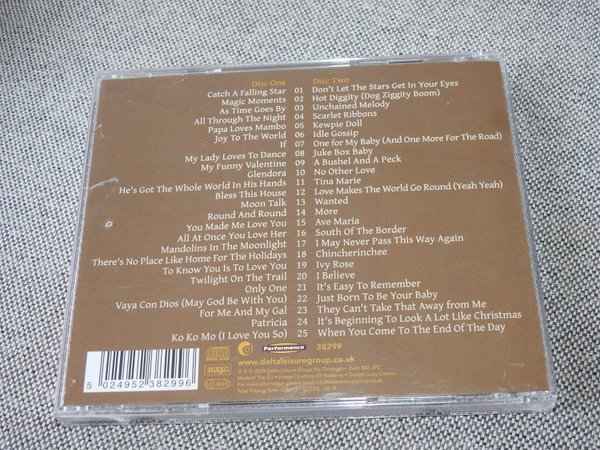 Disc One Disc Two
Catch A Falling Star 01 Don't Let The Stars Get In Your Eyes
Magic Moments 02 Hot Diggity (Dog Ziggity Boom)
As Time Goes By 03 Unchained Melody
All Through The Night 04 Scarlet Ribbons
Papa Loves Mambo 05 Kewpie Doll
Joy To The World 06 Idle Gossip
If 07 One for My Baby (And One More For The Road)
My Lady Loves To Dance 08 Juke Box Baby
My Funny Valentine 09 A Bushel And A Peck
Glendora 10 No Other Love
He's Got The Whole World In His Hands 11 Tina Marie
Bless This House 12 Love Makes The World Go Round (Yeah Yeah)
Moon Talk 13 Wanted
Round And Round 14 More
You Made Me Love You 15 Ave Maria
All At Once You Love Her 16 South Of The Border
Mandolins In The Moonlight 17 I May Never Pass This Way Again
There's No Place Like Home For The Holidays 18 Chincherinchee
To Know You Is To Love You 19 Ivy Rose
Twilight On The Trail 20 I Believe
Only One 21 It's Easy To Remember
Vaya Con Dios (May God Be With You) 22 Just Born To Be Your Baby
For Me And My Gal 23 They Can't Take That Away from Me
Patricia 24 It's Beginning To Look A Lot Like Christmas
Ko Ko Mo (I Love You So) 25 When You Come To The End Of The Day
Performance 38299
www.deltaleisuregroup.co.uk
℗ & © 2009 Delta Leisure Group Plc. Orpington, Kent BR5 3PZ
5 024952 382996